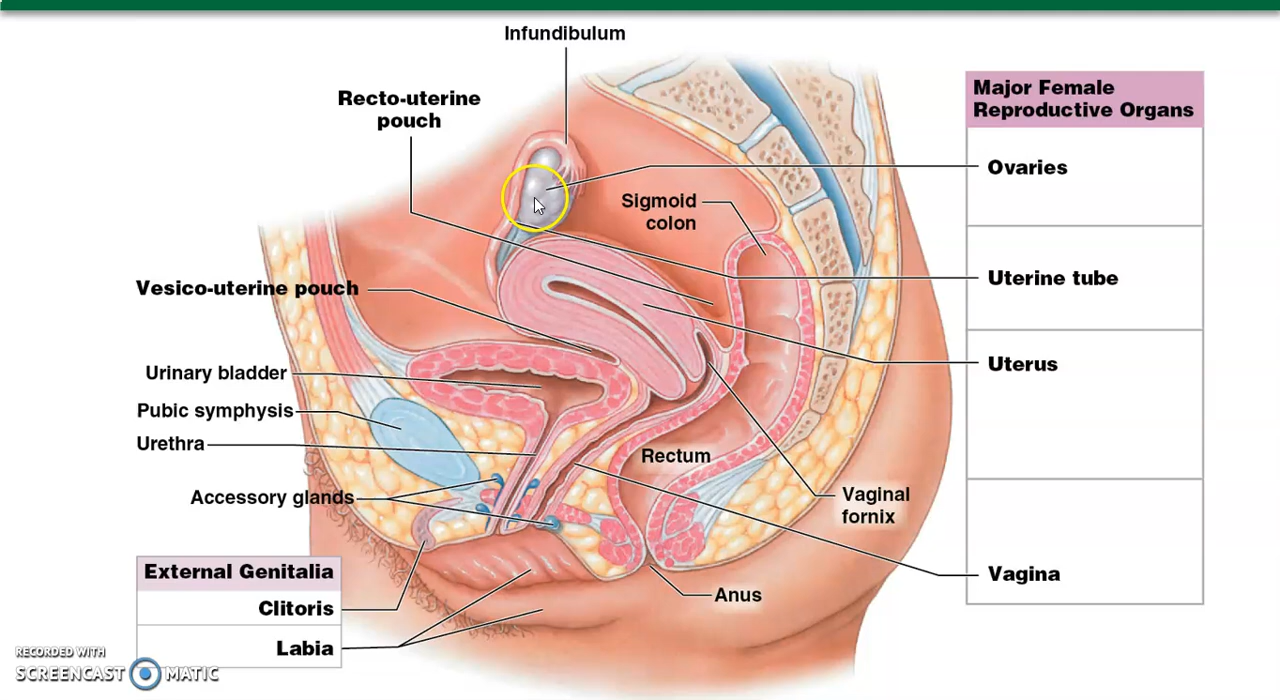 Infundibulum
Recto-uterine
pouch
Major Female
Reproductive Organs
Ovaries
Sigmoid
colon
Uterine tube
Vesico-uterine pouch
Uterus
Urinary bladder
Pubic symphysis
Urethra
Rectum
Accessory glands
Vaginal
fornix
Vagina
External Genitalia
Clitoris
Anus
Labia
RECORDED WITH
SCREENCAST MATIC